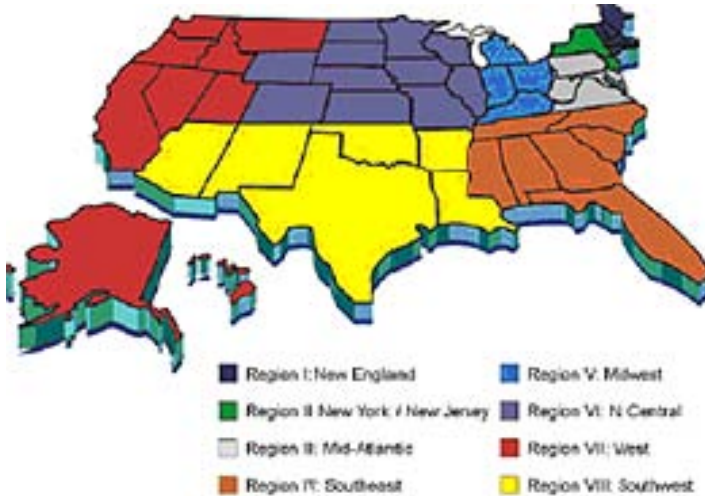 Region I: New England
Region II: New York / New Jersey
Region III: Mid-Atlantic
Region IV: Southeast
Region V: Midwest
Region VI: N Central
Region VII: West
Region VIII: Southwest